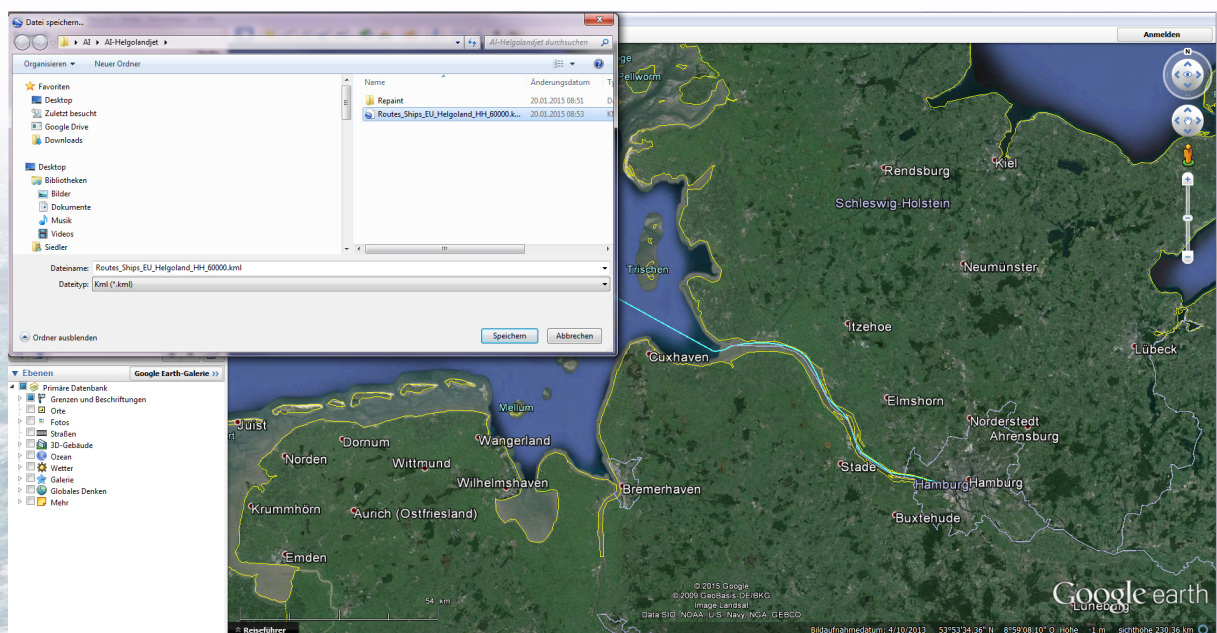 Datei speichern...
AI ▸ AI-Helgolandjet ▸
AI-Helgolandjet durchsuchen
Organisieren
Neuer Ordner
Favoriten
Desktop
Zuletzt besucht
Google Drive
Downloads
Desktop
Bibliotheken
Bilder
Dokumente
Musik
Videos
Siedler
Name
Änderungsdatum
Repaint
20.01.2015 08:51
Routes_Ships_EU_Helgoland_HH_60000.k...
20.01.2015 08:53
Dateiname: Routes_Ships_EU_Helgoland_HH_60000.kml
Dateityp: Kml (*.kml)
Ordner ausblenden
Speichern
Abbrechen
Anmelden
N
Ebenen
Google Earth-Galerie >>
Primäre Datenbank
Grenzen und Beschriftungen
Orte
Fotos
Straßen
3D-Gebäude
Ozean
Wetter
Galerie
Globales Denken
Mehr
Pellworm
Rendsburg
Kiel
Schleswig-Holstein
Trischen
Neumünster
Itzehoe
Lübeck
Cuxhaven
Elmshorn
Norderstedt
Ahrensburg
Stade
Hamburg
Hamburg
Buxtehude
Lüneburg
Juist
Mellum
Dornum
Wangerland
Norden
Wittmund
Wilhelmshaven
Bremerhaven
Krummhörn
Aurich (Ostfriesland)
Emden
54 km
© 2015 Google
© 2009 GeoBasis-DE/BKG
Image Landsat
Data SIO, NOAA, U.S. Navy, NGA, GEBCO
Google earth
Reiseführer
Bildaufnahmedatum: 4/10/2013 53°53'34.36" N 8°59'08.10" O Höhe -1 m sichthöhe 230.36 km